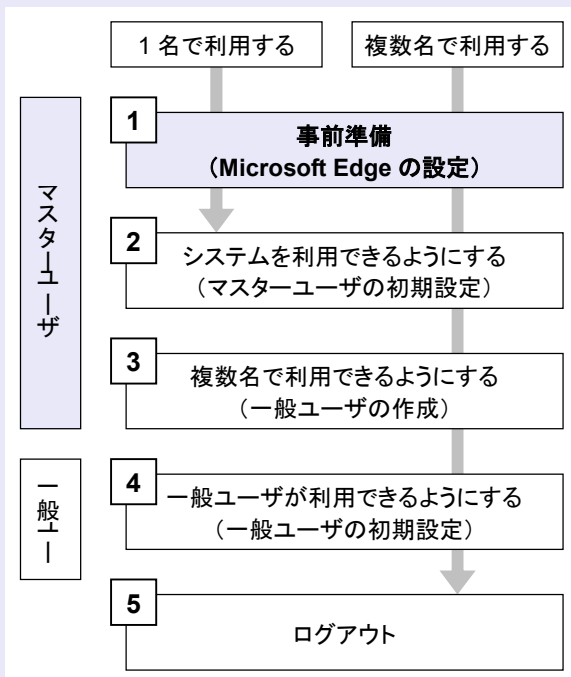 1 名で利用する
複数名で利用する
マスターユーザ
1
事前準備
（Microsoft Edge の設定）
2
システムを利用できるようにする
（マスターユーザの初期設定）
3
複数名で利用できるようにする
（一般ユーザの作成）
一般ユー
4
一般ユーザが利用できるようにする
（一般ユーザの初期設定）
5
ログアウト